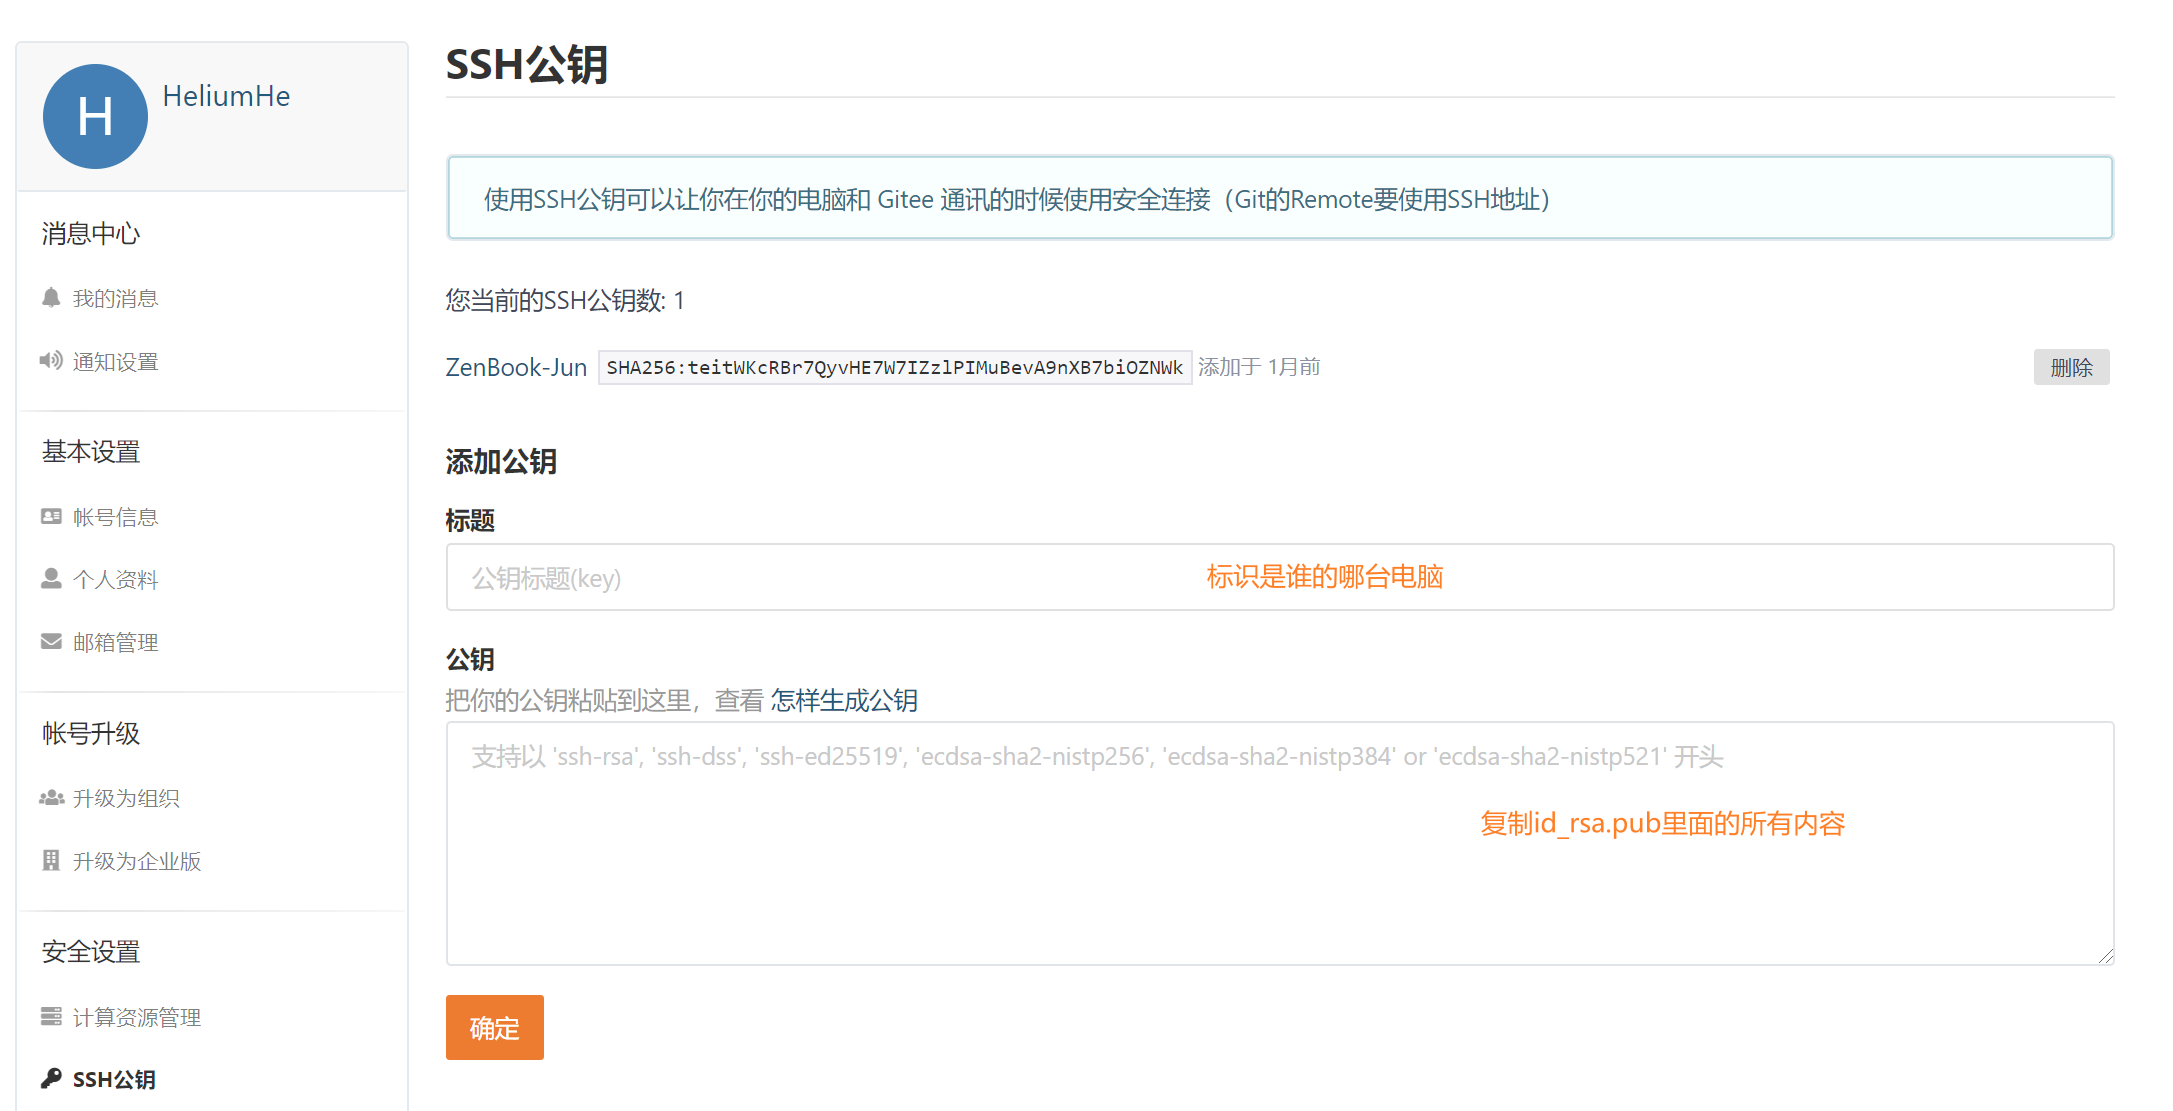 H
HeliumHe
消息中心
我的消息
通知设置
基本设置
帐号信息
个人资料
邮箱管理
帐号升级
升级为组织
升级为企业版
安全设置
计算资源管理
SSH公钥
SSH公钥
使用SSH公钥可以让你在你的电脑和 Gitee 通讯的时候使用安全连接（Git的Remote要使用SSH地址）
您当前的SSH公钥数: 1
ZenBook-Jun SHA256:teitWKcRBr7QyvHE7W7IZzlPIMuBevA9nXB7biOZNWk 添加于 1月前 删除
添加公钥
标题
公钥标题(key) 标识是谁的哪台电脑
公钥
把你的公钥粘贴到这里，查看 怎样生成公钥
支持以 'ssh-rsa', 'ssh-dss', 'ssh-ed25519', 'ecdsa-sha2-nistp256', 'ecdsa-sha2-nistp384' or 'ecdsa-sha2-nistp521' 开头
复制id_rsa.pub里面的所有内容
确定